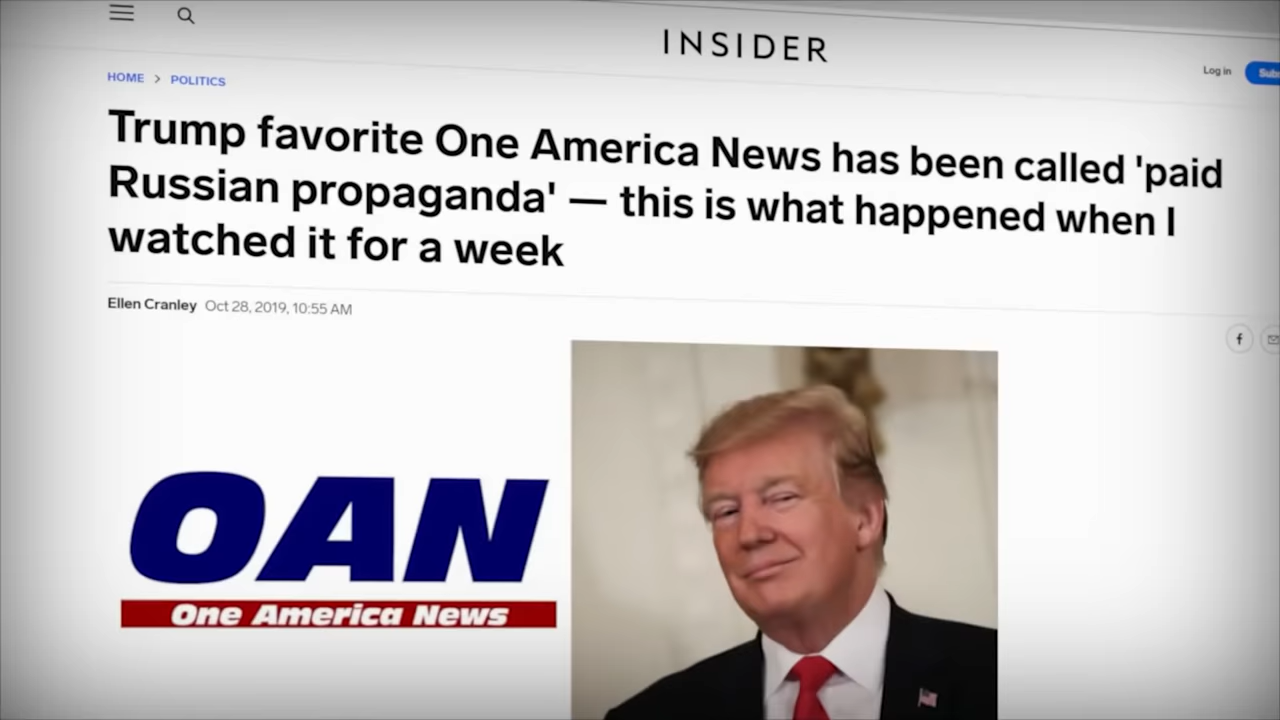 INSIDER
Log in
HOME > POLITICS
Trump favorite One America News has been called 'paid
Russian propaganda' — this is what happened when I
watched it for a week
Ellen Cranley Oct 28, 2019, 10:55 AM
OAN
One America News